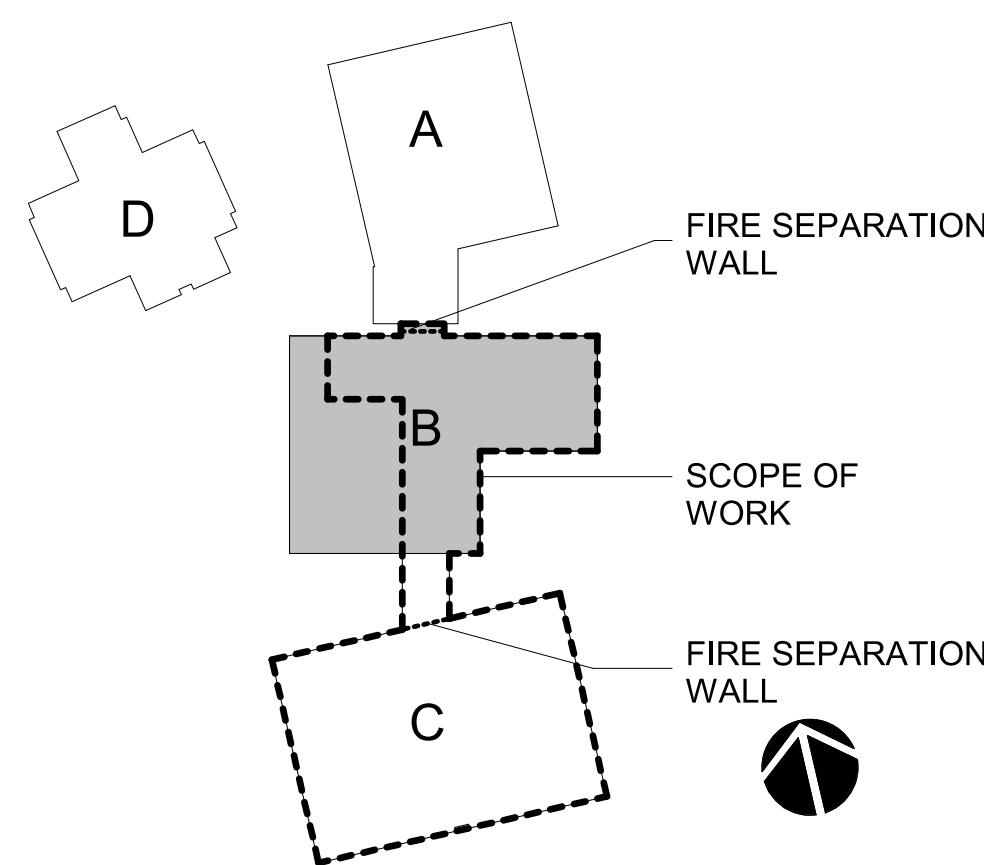 A
D
FIRE SEPARATION
WALL
B
SCOPE OF
WORK
FIRE SEPARATION
WALL
C